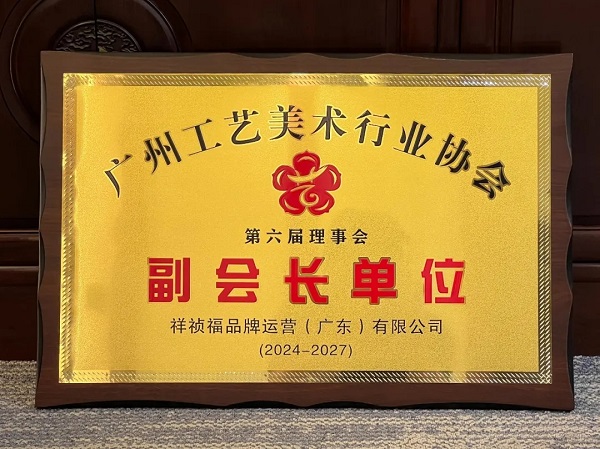 广州工艺美术行业协会
第六届理事会
副会长单位
祥祯福品牌运营（广东）有限公司
(2024-2027)